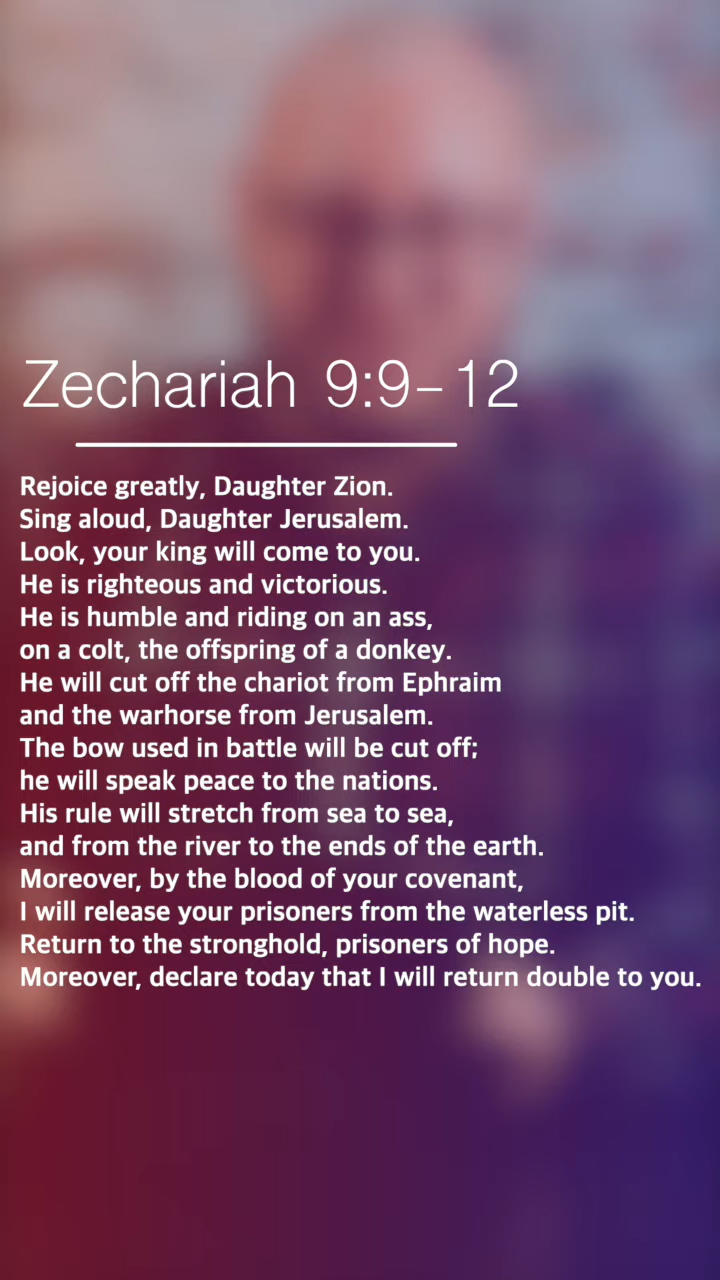 Zechariah 9:9–12
Rejoice greatly, Daughter Zion.
Sing aloud, Daughter Jerusalem.
Look, your king will come to you.
He is righteous and victorious.
He is humble and riding on an ass,
on a colt, the offspring of a donkey.
He will cut off the chariot from Ephraim
and the warhorse from Jerusalem.
The bow used in battle will be cut off;
he will speak peace to the nations.
His rule will stretch from sea to sea,
and from the river to the ends of the earth.
Moreover, by the blood of your covenant,
I will release your prisoners from the waterless pit.
Return to the stronghold, prisoners of hope.
Moreover, declare today that I will return double to you.